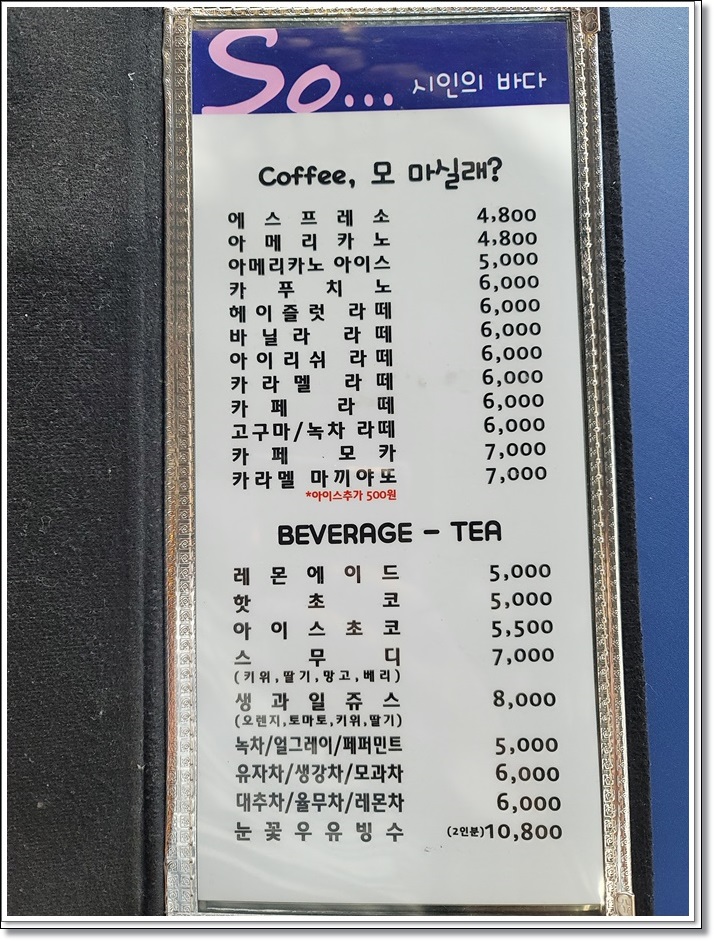 So... 시인의 바다
Coffee, 모 마실래?
에스프레소 4,800
아메리카노 4,800
아메리카노 아이스 5,000
카푸치노 6,000
헤이즐럿 라떼 6,000
바닐라 라떼 6,000
아이리쉬 라떼 6,000
카라멜 라떼 6,000
카페 라떼 6,000
고구마/녹차 라떼 6,000
카페 모카 7,000
카라멜 마끼야또 7,000
*아이스추가 500원
BEVERAGE - TEA
레몬에이드 5,000
핫초코 5,000
아이스초코 5,500
스무디 7,000
(키위,딸기,망고,베리)
생과일쥬스 8,000
(오렌지,토마토,키위,딸기)
녹차/얼그레이/페퍼민트 5,000
유자차/생강차/모과차 6,000
대추차/율무차/레몬차 6,000
눈꽃우유빙수 (2인분)10,800